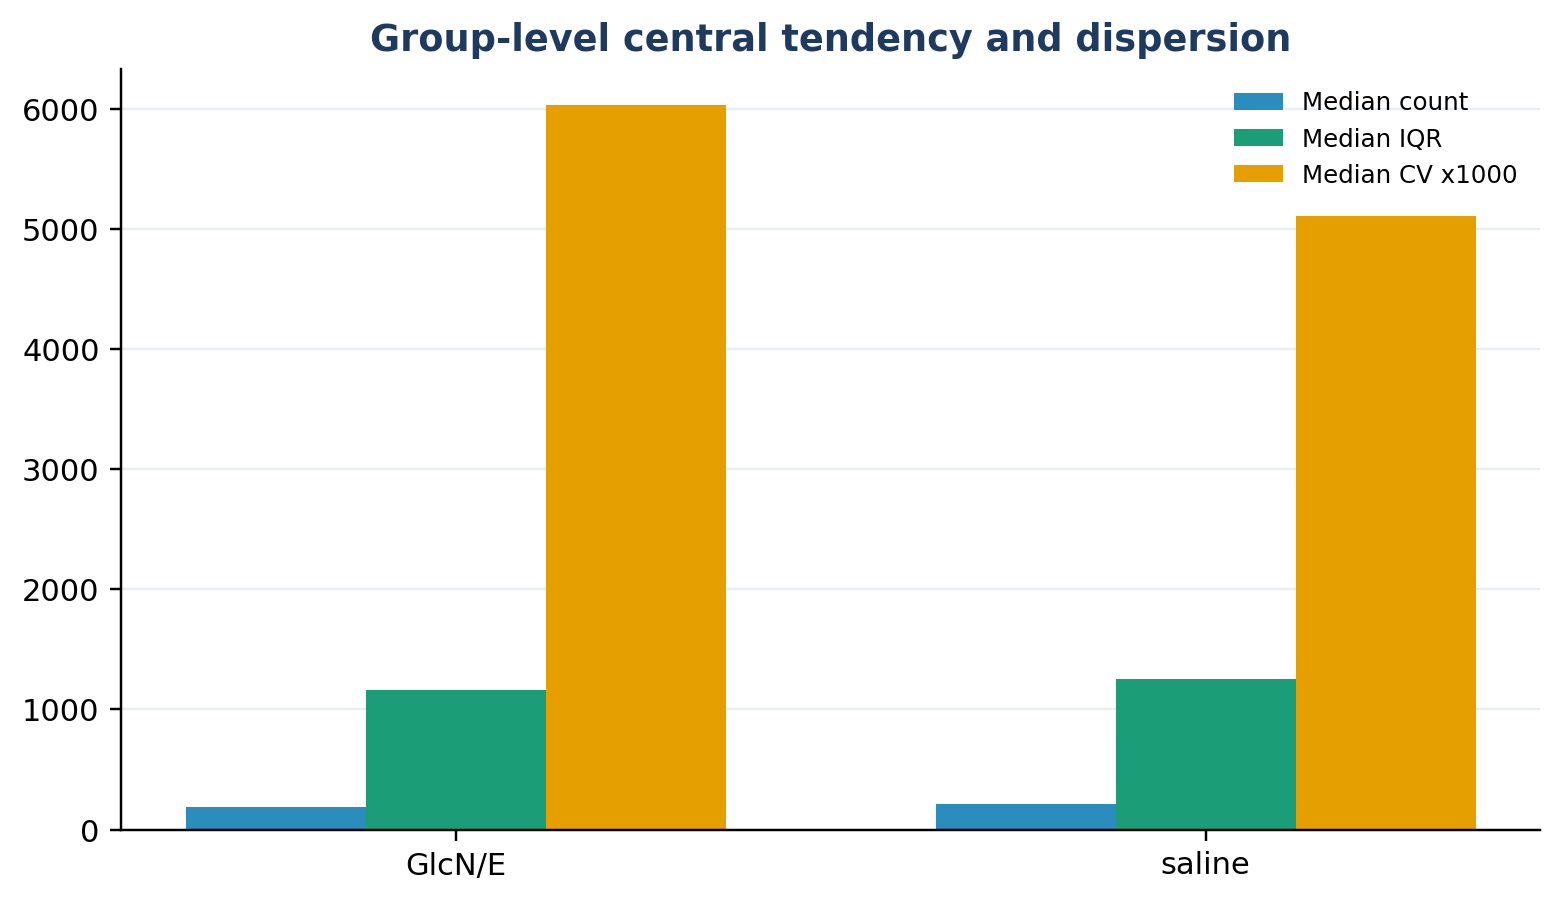 Group-level central tendency and dispersion
Median count
Median IQR
Median CV x1000
6000
5000
4000
3000
2000
1000
0
GlcN/E
saline